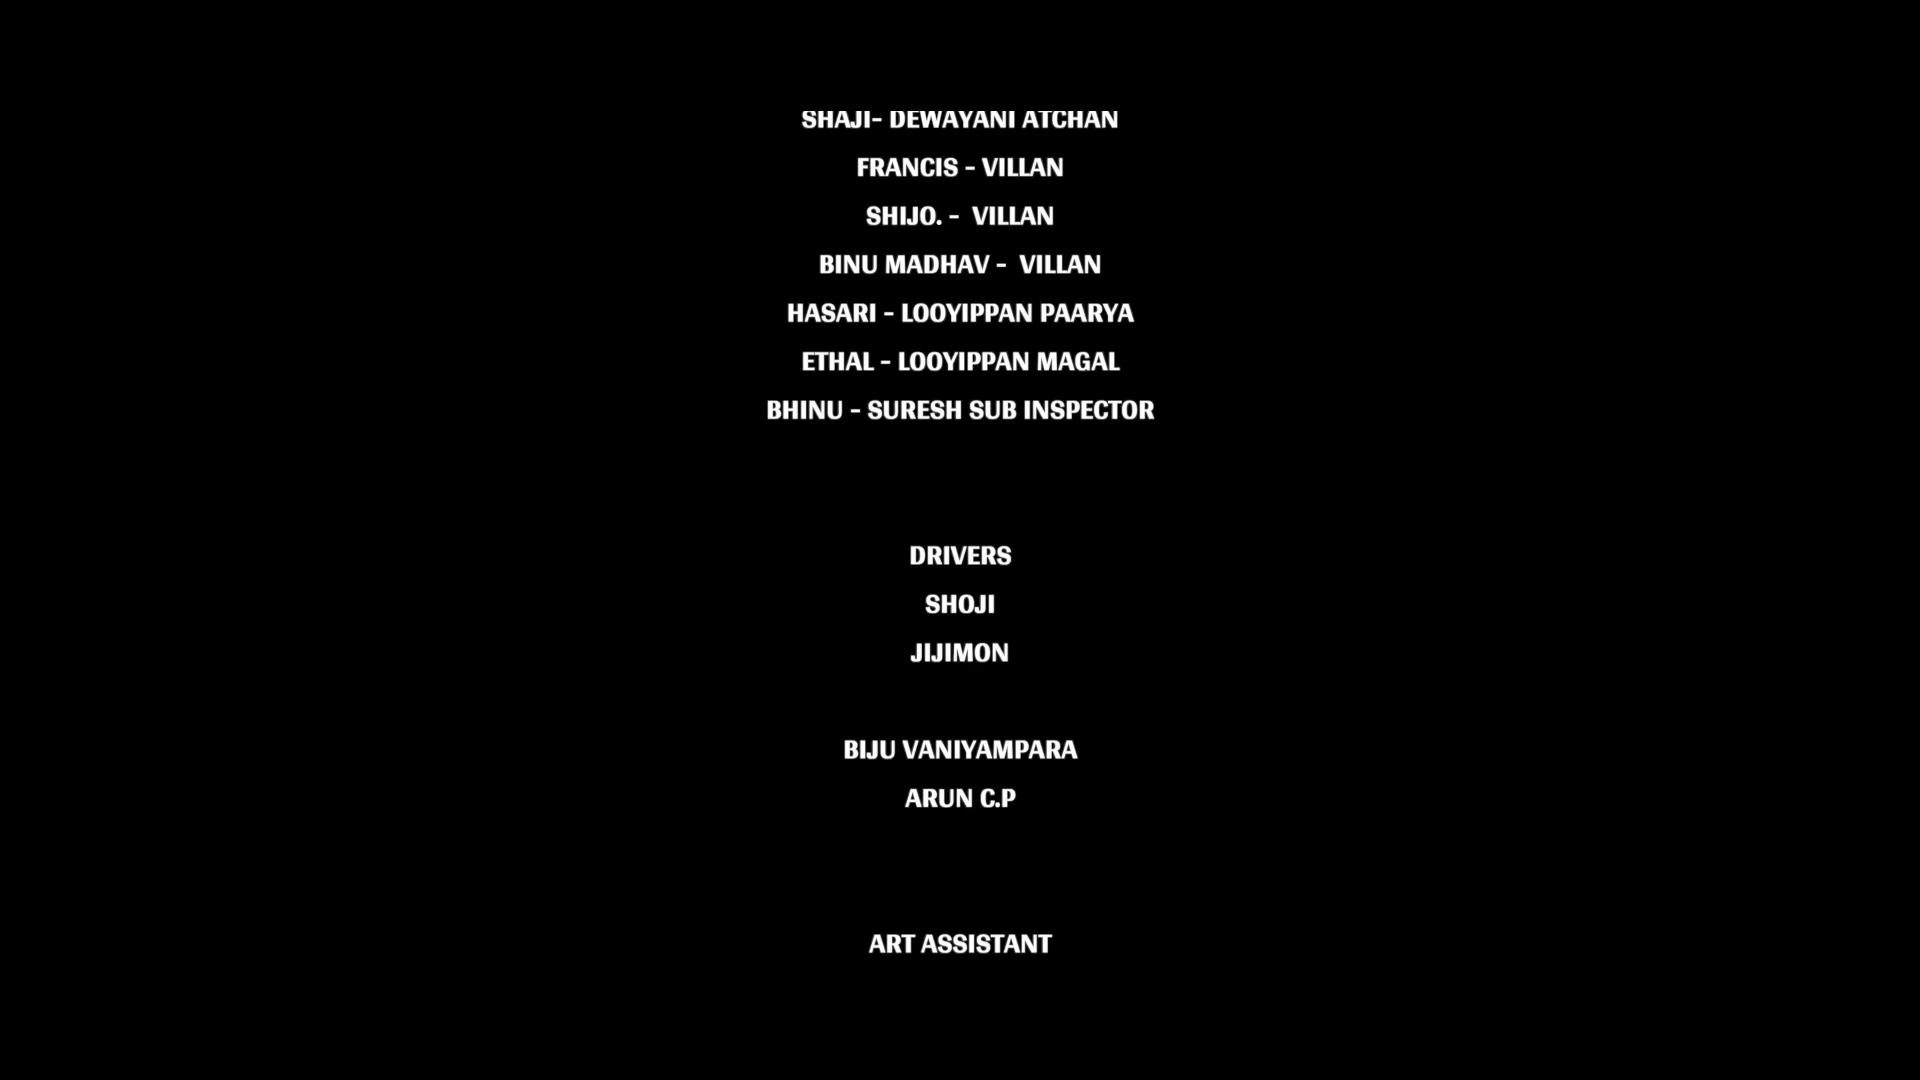 SHAJI- DEWAYANI ATCHAN
FRANCIS - VILLAN
SHIJO. -  VILLAN
BINU MADHAV -  VILLAN
HASARI - LOOYIPPAN PAARYA
ETHAL - LOOYIPPAN MAGAL
BHINU - SURESH SUB INSPECTOR
DRIVERS
SHOJI
JIJIMON
BIJU VANIYAMPARA
ARUN C.P
ART ASSISTANT